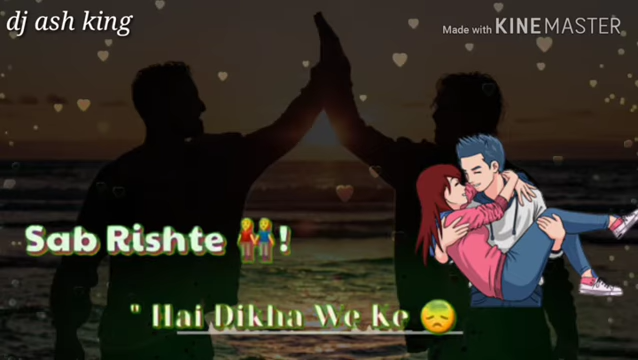 dj ash king
Made with KINEMASTER
Sab Rishte 👭!
" Hai Dikha We Ke 😞